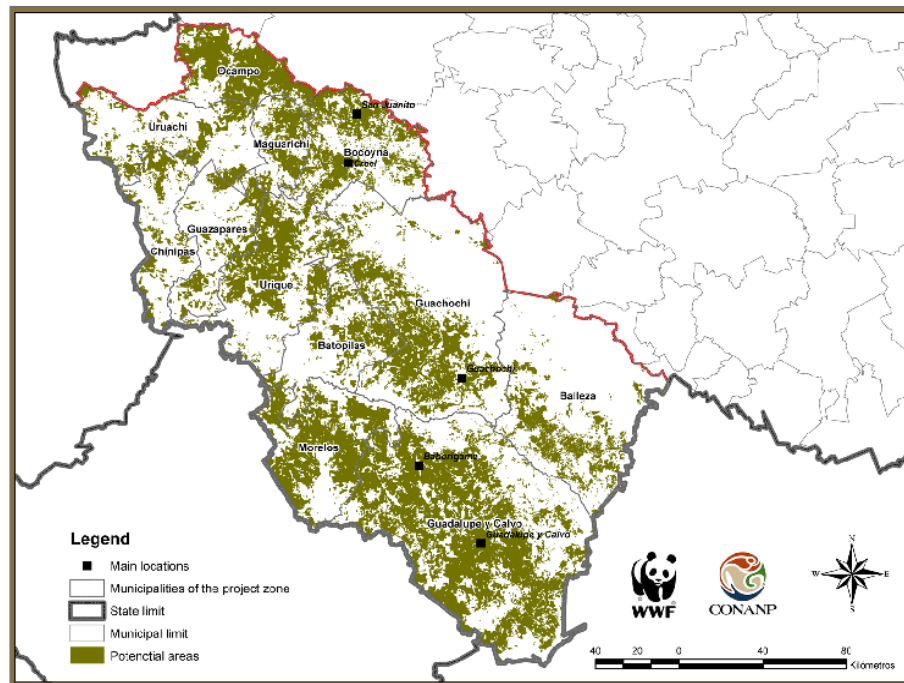 Ocampo
San Juanito
Uruachi
Maguarichi
Bocoyna
Creel
Guazapares
Chinipas
Urique
Guachochi
Batopilas
Guachochi
Balleza
Morelos
Baborigame
Guadalupe y Calvo
Guadalupe y Calvo
Legend
Main locations
Municipalities of the project zone
State limit
Municipal limit
Potenctial areas
WWF
CONANP
N
W E
S
40 20 0 40 80
Kilómetros